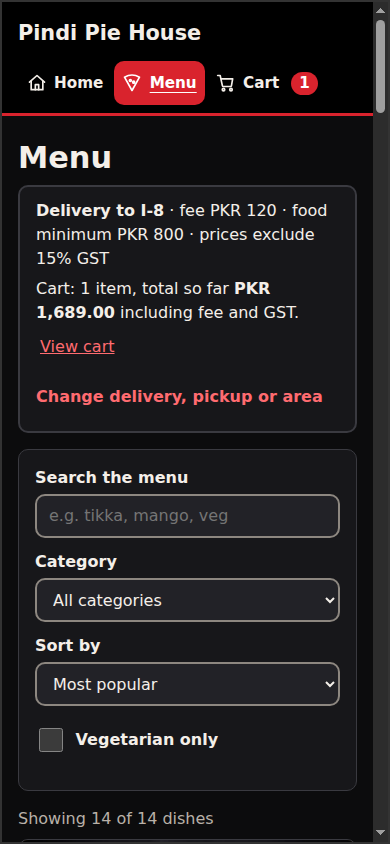 Pindi Pie House
Home Menu Cart 1
Menu
Delivery to I-8 · fee PKR 120 · food
minimum PKR 800 · prices exclude
15% GST
Cart: 1 item, total so far PKR
1,689.00 including fee and GST.
View cart
Change delivery, pickup or area
Search the menu
e.g. tikka, mango, veg
Category
All categories
Sort by
Most popular
Vegetarian only
Showing 14 of 14 dishes